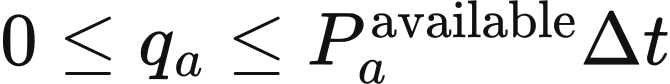 0 ≤ q_a ≤ P_a^{available} Δt